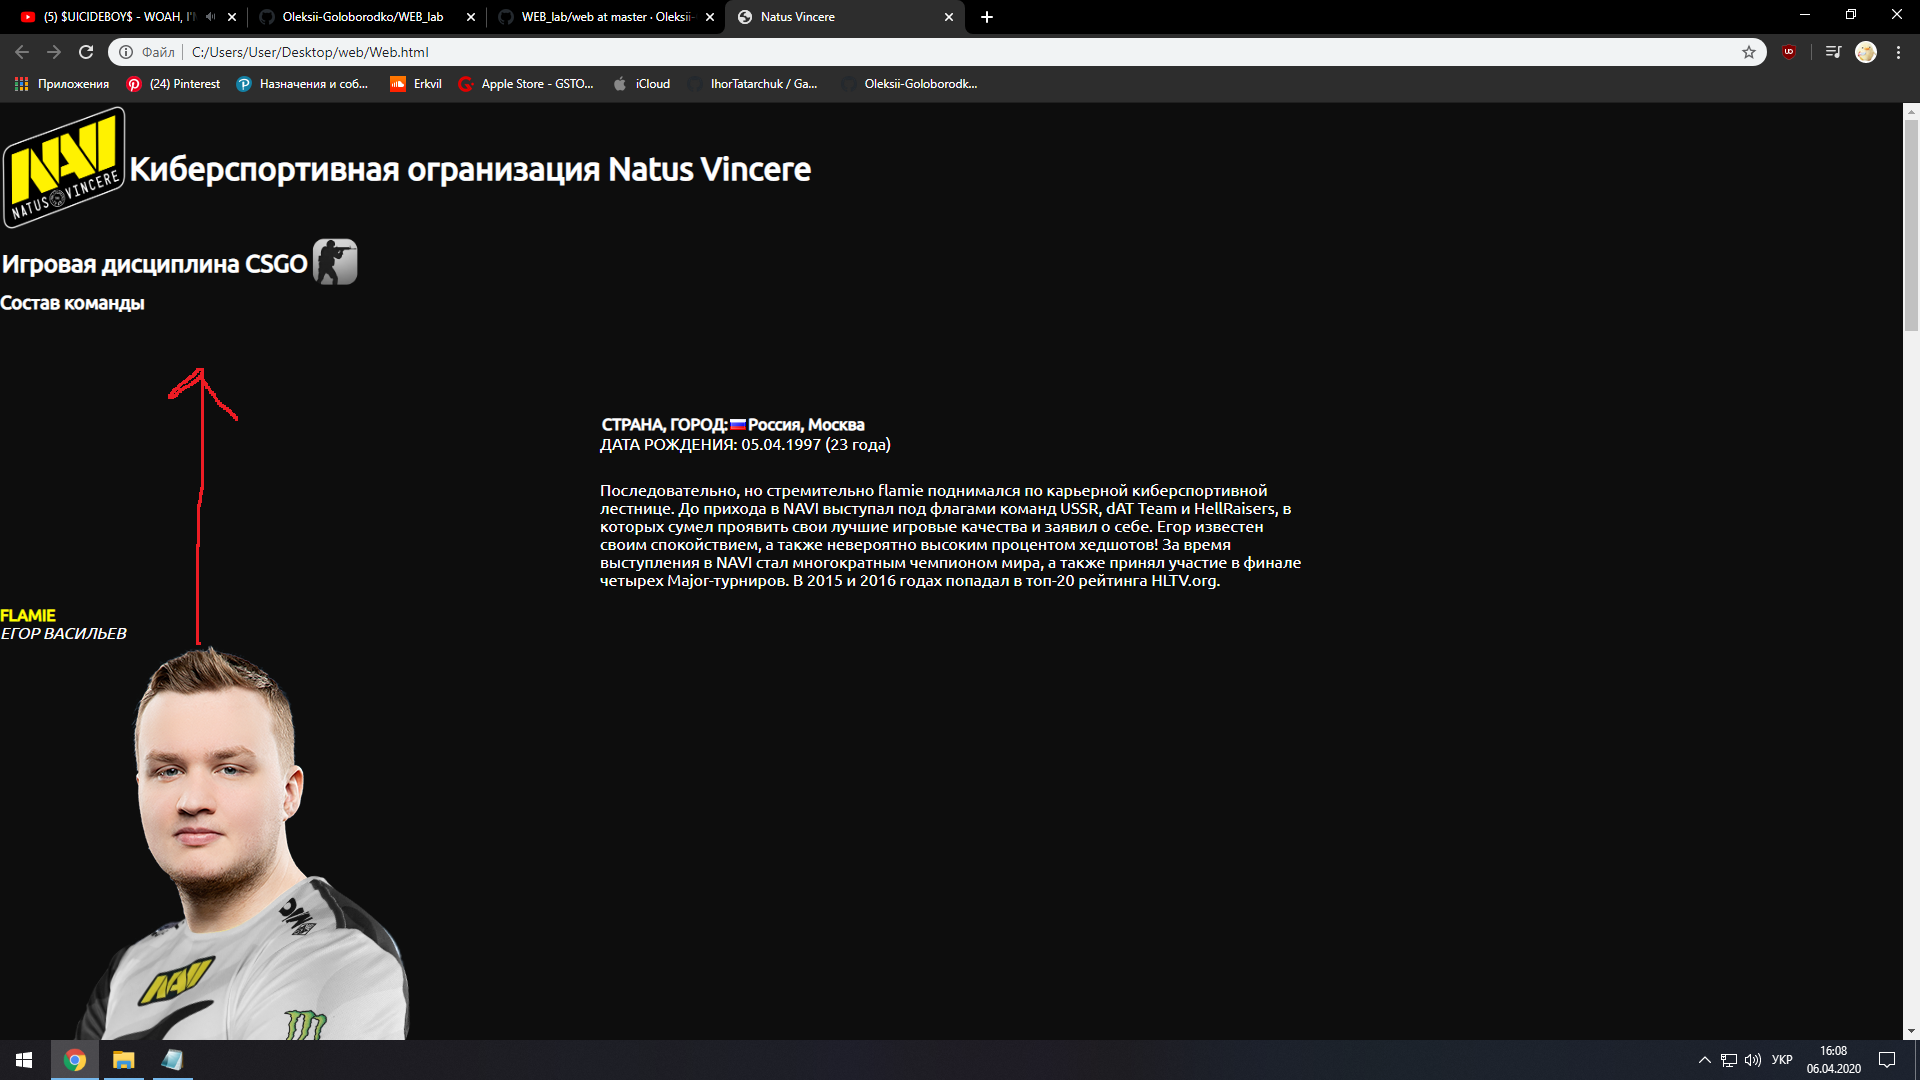 (5) $UICIDEBOY$ - WOAH, I'
Oleksii-Goloborodko/WEB_lab
WEB_lab/web at master · Oleksii-
Natus Vincere
Файл
C:/Users/User/Desktop/web/Web.html
Приложения
(24) Pinterest
Назначения и соб...
Erkvil
Apple Store - GSTO...
iCloud
IhorTatarchuk / Ga...
Oleksii-Goloborodk...
NAVI
NATUS VINCERE
Киберспортивная огранизация Natus Vincere
Игровая дисциплина CSGO
Состав команды
СТРАНА, ГОРОД: Россия, Москва
ДАТА РОЖДЕНИЯ: 05.04.1997 (23 года)
Последовательно, но стремительно flamie поднимался по карьерной киберспортивной
лестнице. До прихода в NAVI выступал под флагами команд USSR, dAT Team и HellRaisers, в
которых сумел проявить свои лучшие игровые качества и заявил о себе. Егор известен
своим спокойствием, а также невероятно высоким процентом хедшотов! За время
выступления в NAVI стал многократным чемпионом мира, а также принял участие в финале
четырех Major-турниров. В 2015 и 2016 годах попадал в топ-20 рейтинга HLTV.org.
FLAMIE
ЕГОР ВАСИЛЬЕВ
NAVI
УКР
16:08
06.04.2020